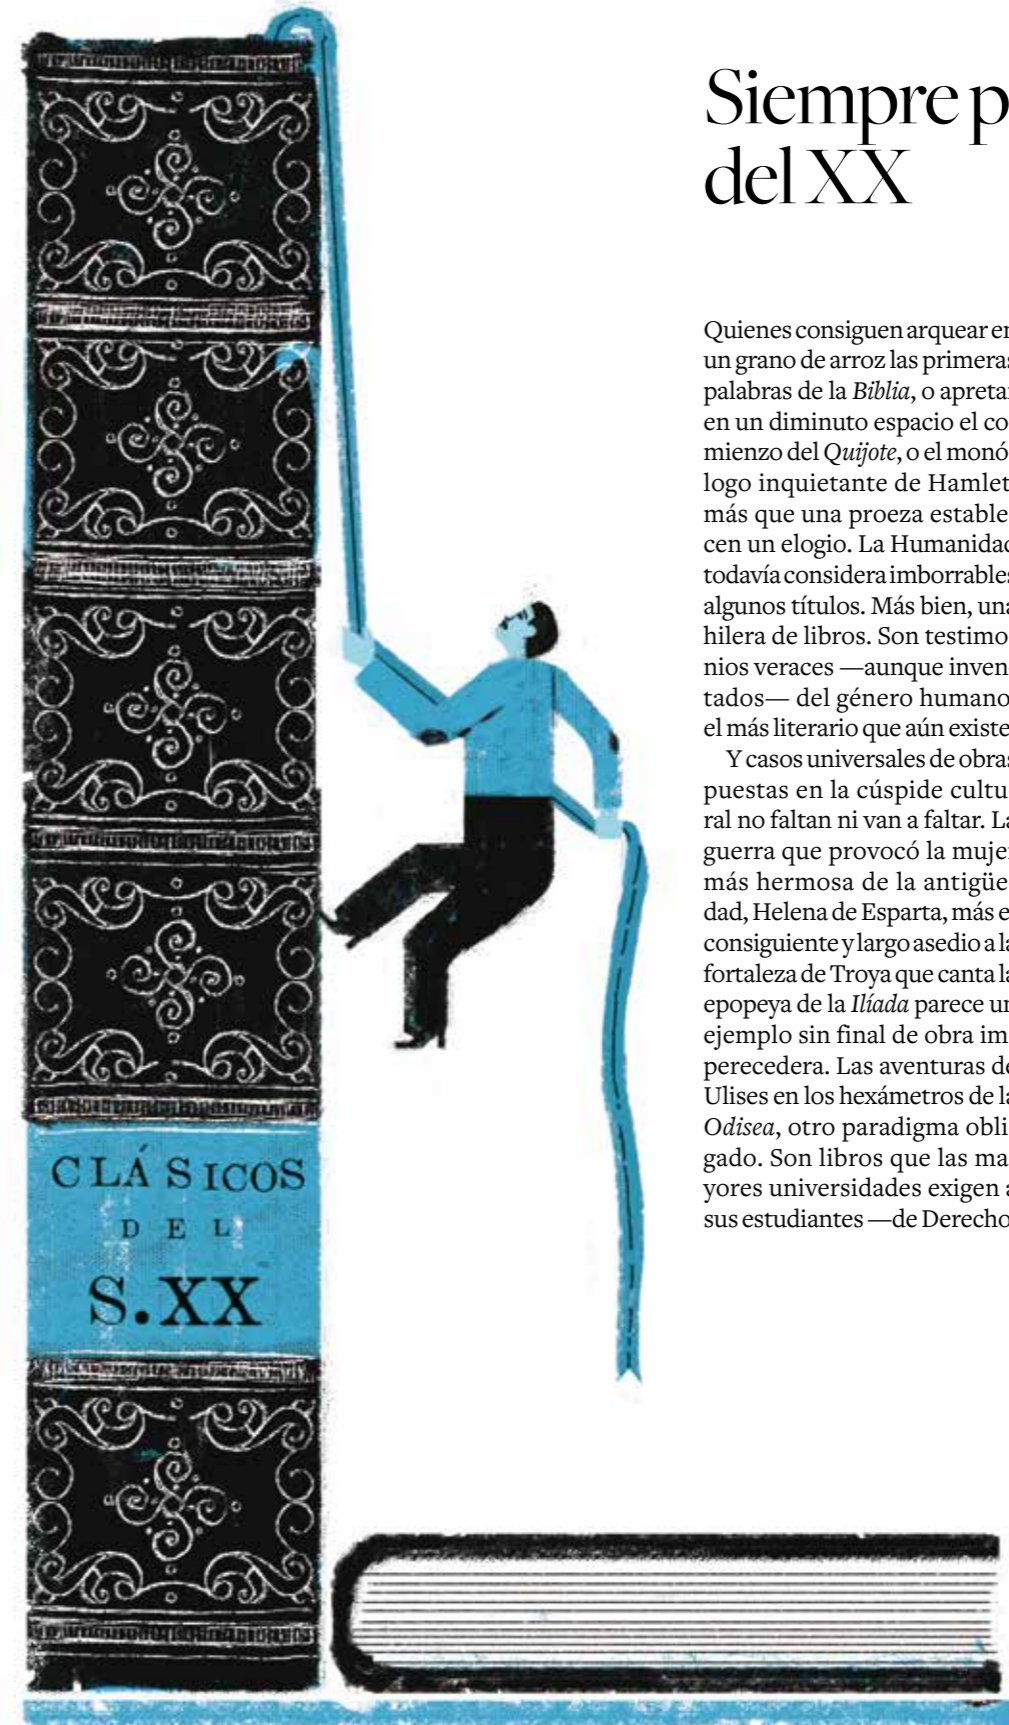 CLÁSICOS
DEL
S.XX
Siempre p
del XX
Quienes consiguen arquear en
un grano de arroz las primeras
palabras de la Biblia, o apretar
en un diminuto espacio el co
mienzo del Quijote, o el monó
logo inquietante de Hamlet
más que una proeza estable
cen un elogio. La Humanidad
todavía considera imborrables
algunos títulos. Más bien, una
hilera de libros. Son testimo
nios veraces —aunque inven
tados— del género humano
el más literario que aún existe
Y casos universales de obras
puestas en la cúspide cultu
ral no faltan ni van a faltar. La
guerra que provocó la mujer
más hermosa de la antigüe
dad, Helena de Esparta, más e
consiguiente y largo asedio a la
fortaleza de Troya que canta la
epopeya de la Ilíada parece un
ejemplo sin final de obra im
perecedera. Las aventuras de
Ulises en los hexámetros de la
Odisea, otro paradigma obli
gado. Son libros que las ma
yores universidades exigen a
sus estudiantes —de Derecho